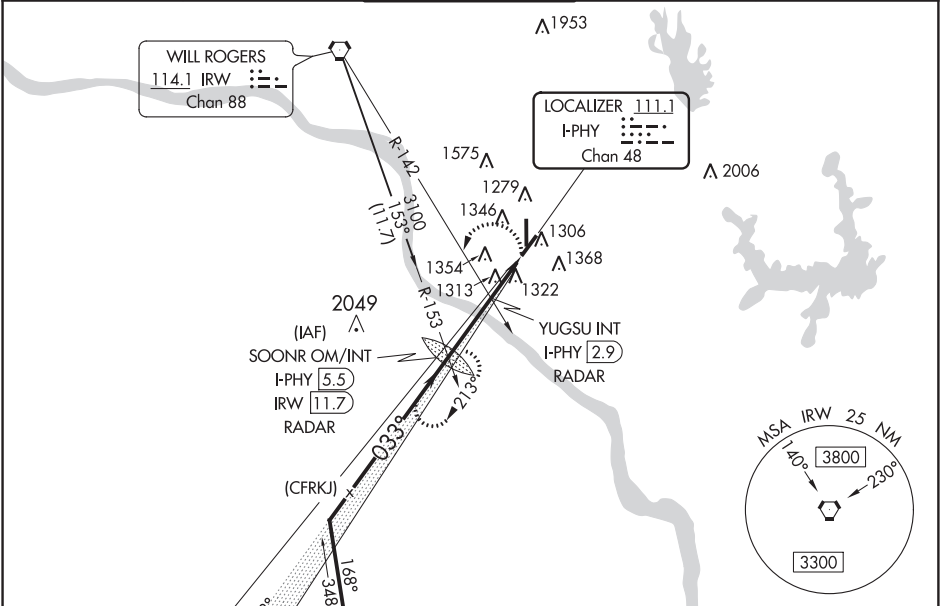 1953
WILL ROGERS
114.1 IRW
Chan 88
LOCALIZER 111.1
I-PHY
Chan 48
R-142
1575
2006
1279
3100
153°
(11.7)
1346
1306
1354
1368
1313
1322
R-153
2049
(IAF)
SOONR OM/INT
I-PHY 5.5
IRW 11.7
RADAR
YUGSU INT
I-PHY 2.9
RADAR
213°
033°
(CFRKJ)
168°
348
MSA IRW 25 NM
140°
3800
230°
3300